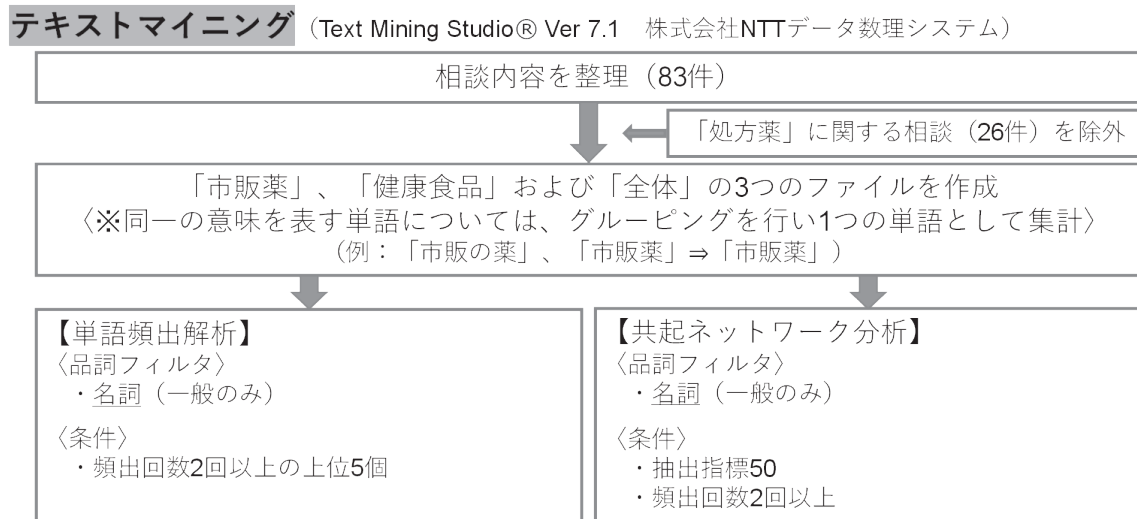 テキストマイニング（Text Mining Studio® Ver 7.1　株式会社NTTデータ数理システム）
相談内容を整理（83件）
「処方薬」に関する相談（26件）を除外
「市販薬」、「健康食品」および「全体」の3つのファイルを作成
〈※同一の意味を表す単語については、グルーピングを行い1つの単語として集計〉
（例：「市販の薬」、「市販薬」⇒「市販薬」）
【単語頻出解析】
〈品詞フィルタ〉
・名詞（一般のみ）
〈条件〉
・頻出回数2回以上の上位5個
【共起ネットワーク分析】
〈品詞フィルタ〉
・名詞（一般のみ）
〈条件〉
・抽出指標50
・頻出回数2回以上